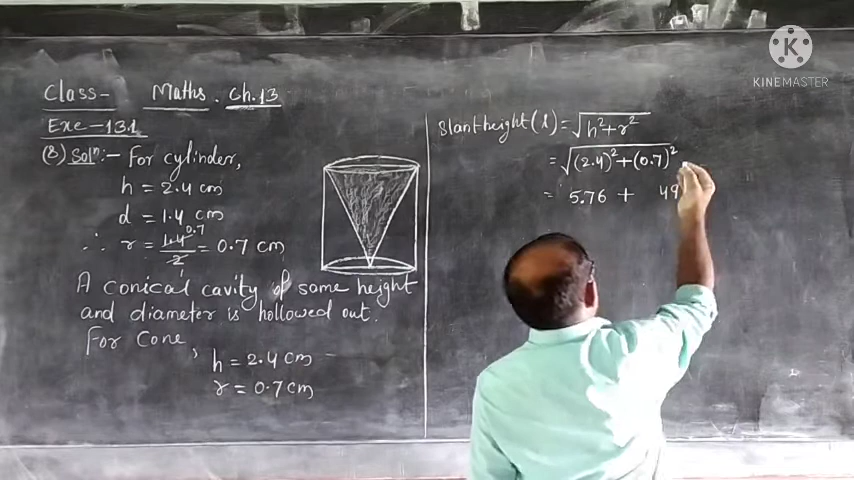 Class- Maths. Ch.13
Exe-13.1
(8) Solⁿ:- For cylinder,
h = 2.4 cm
d = 1.4 cm
∴ r = 1.4/2 0.7 1 = 0.7 cm
A conical cavity of same height
and diameter is hollowed out.
For Cone,
h = 2.4 cm
r = 0.7 cm
Slant height (l) = √h²+r²
= √(2.4)²+(0.7)²
= 5.76 + 49
KINEMASTER